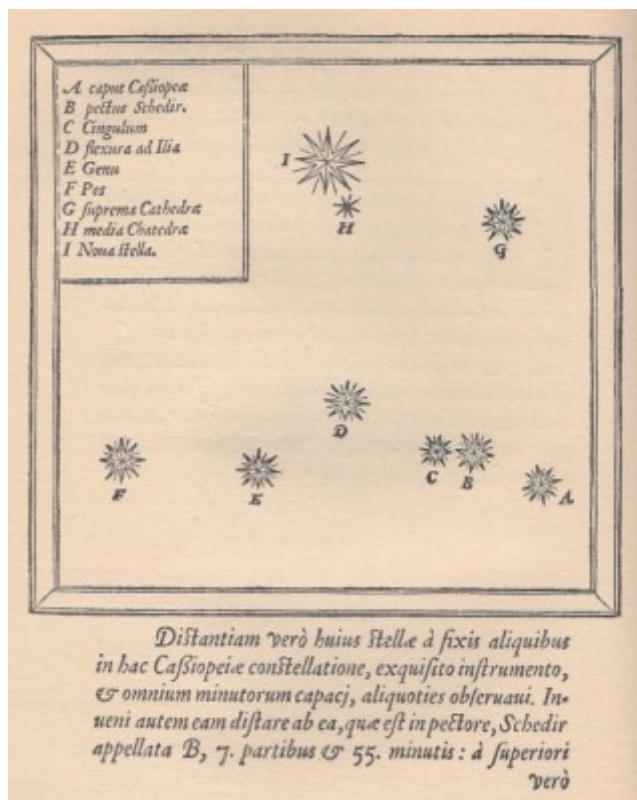 A caput Caßiopeæ
B pectus Schedir.
C Cingulum
D flexura ad Ilia
E Genu
F Pes
G suprema Cathedræ
H media Chatedræ
I Noua stella.
I
H
G
D
F
E
C
B
A
Distantiam verò huius stellæ à fixis aliquibus
in hac Caßiopeiæ constellatione, exquisito instrumento,
& omnium minutorum capacj, aliquoties obseruaui. In-
ueni autem eam distare ab ea, quæ est in pectore, Schedir
appellata B, 7. partibus & 55. minutis : à superiori
verò